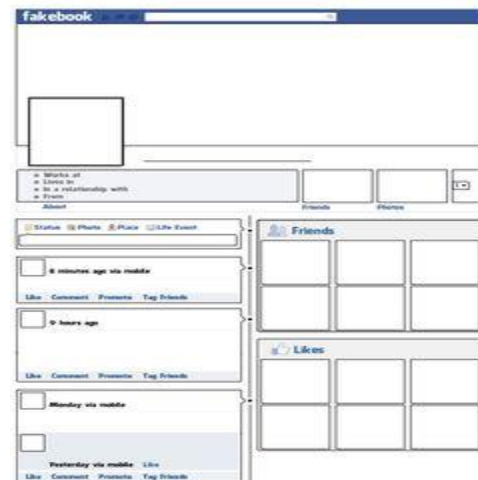 fakebook
Works at
Lives in
In a relationship with
From
About
Friends
Photos
Status Photo Place Life Event
Friends
6 minutes ago via mobile
Like Comment Promote Tag Friends
9 hours ago
Likes
Like Comment Promote Tag Friends
Monday via mobile
Yesterday via mobile Like
Like Comment Promote Tag Friends